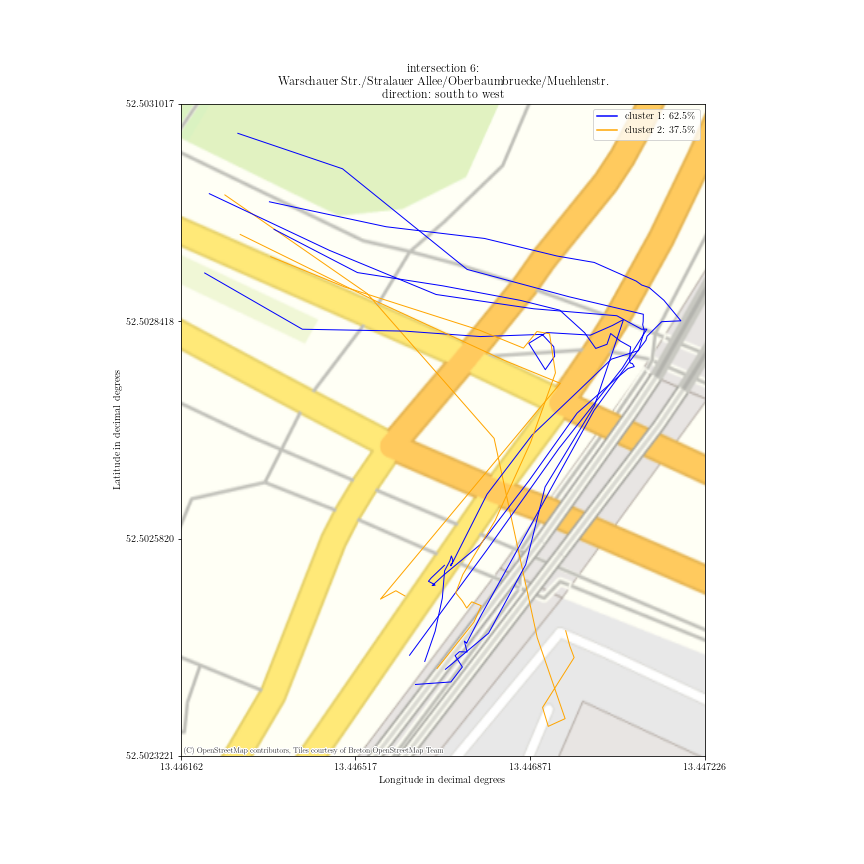 intersection 6:
Warschauer Str./Stralauer Allee/Oberbaumbruecke/Muehlenstr.
direction: south to west
52.5031017
cluster 1: 62.5%
cluster 2: 37.5%
52.5028418
Latitude in decimal degrees
52.5025820
52.5023221
(C) OpenStreetMap contributors, Tiles courtesy of Breton OpenStreetMap Team
13.446162
13.446517
13.446871
13.447226
Longitude in decimal degrees